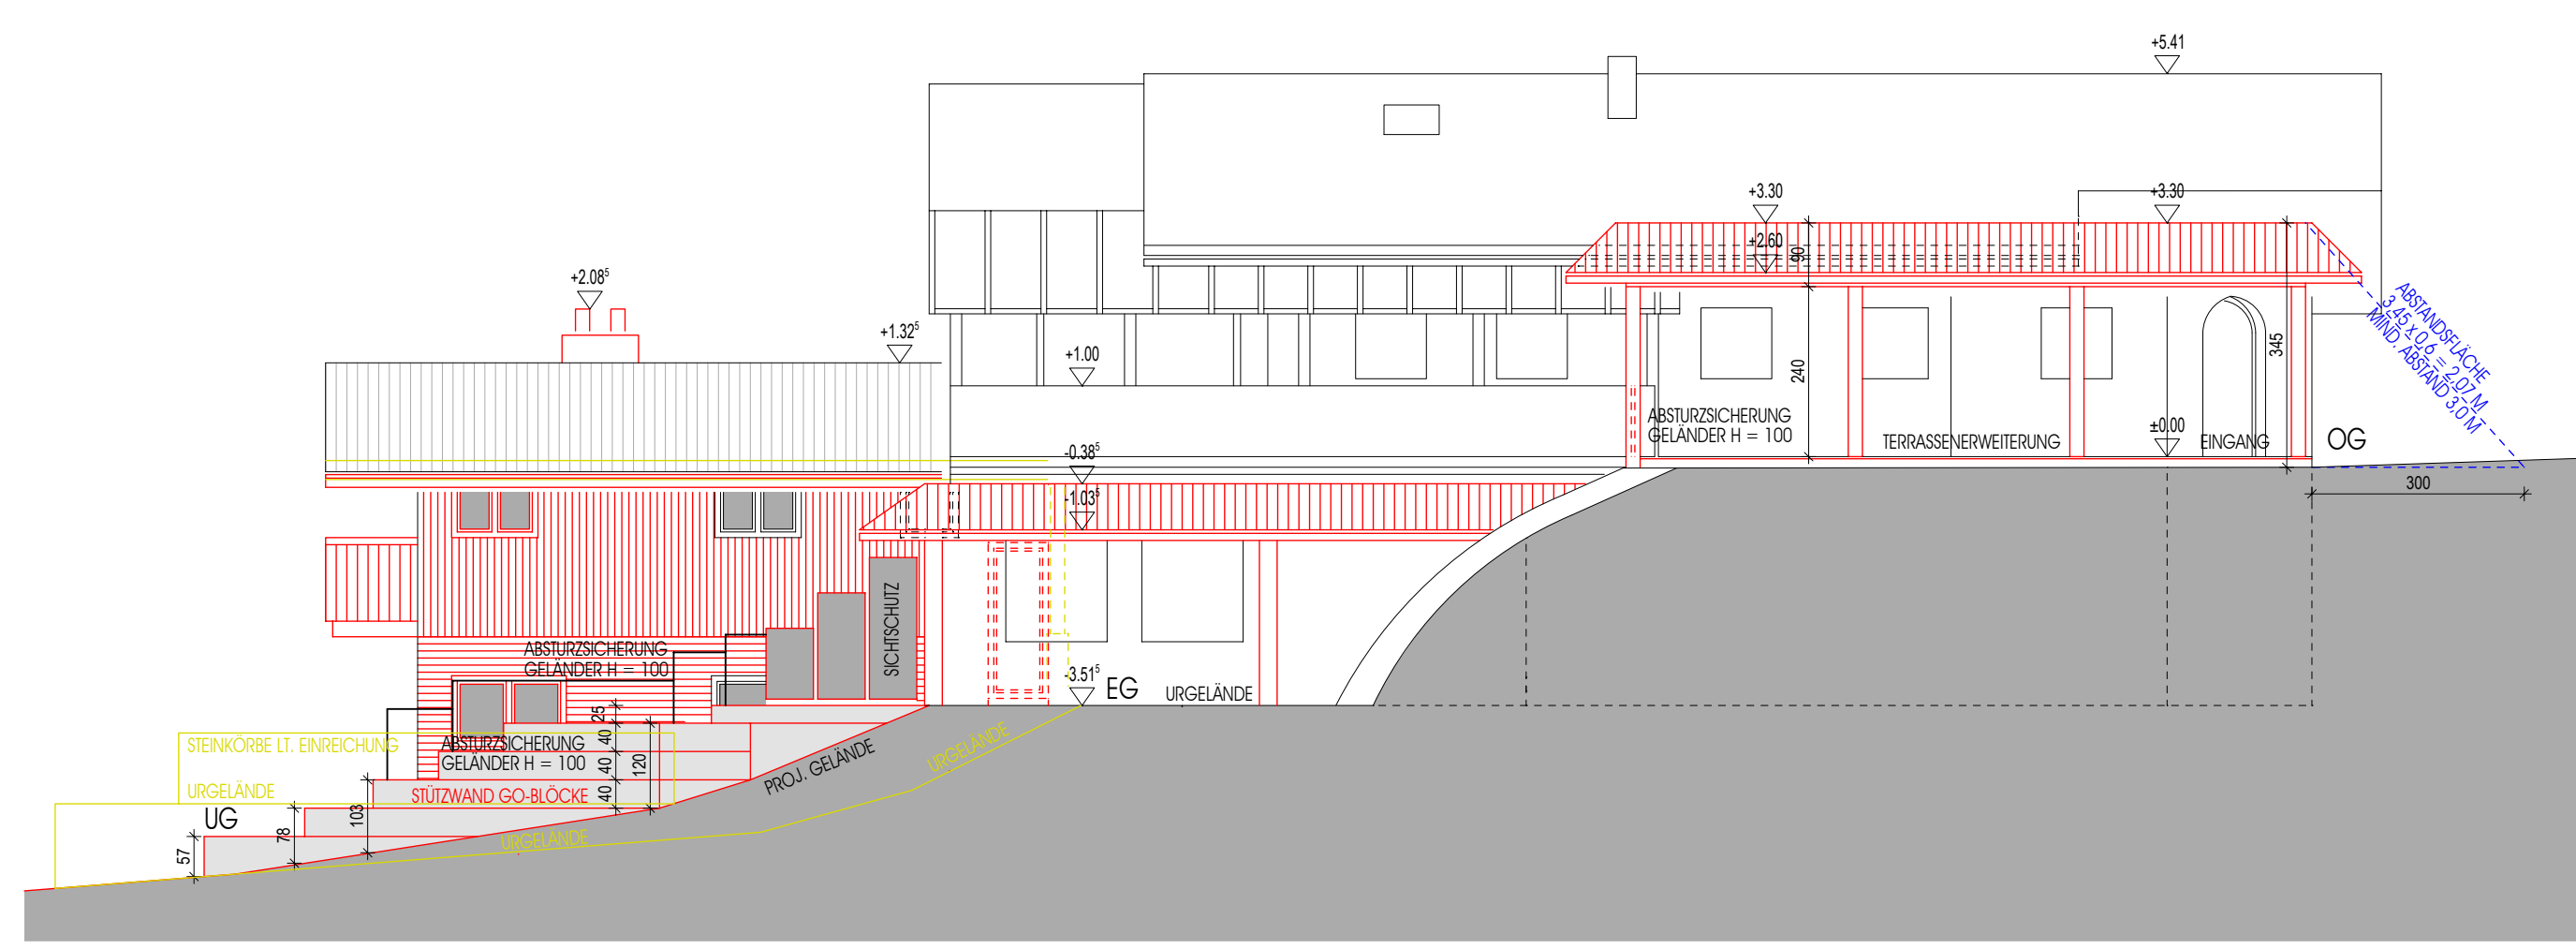 +5.41
+3.30
+3.30
+2.60
90
+2.08⁵
+1.32⁵
+1.00
ABSTANDSFLÄCHE
3,45 x 0,6 = 2,07 M
MIND. ABSTAND 3,0 M
345
240
ABSTURZSICHERUNG
GELÄNDER H = 100
TERRASSENERWEITERUNG
±0.00
EINGANG
OG
300
-0.38⁵
-1.03⁵
SICHTSCHUTZ
ABSTURZSICHERUNG
GELÄNDER H = 100
-3.51⁵
EG
URGELÄNDE
25
40
40
40
120
STEINKÖRBE LT. EINREICHUNG
ABSTURZSICHERUNG
GELÄNDER H = 100
PROJ. GELÄNDE
URGELÄNDE
URGELÄNDE
STÜTZWAND GO-BLÖCKE
UG
103
78
57
URGELÄNDE